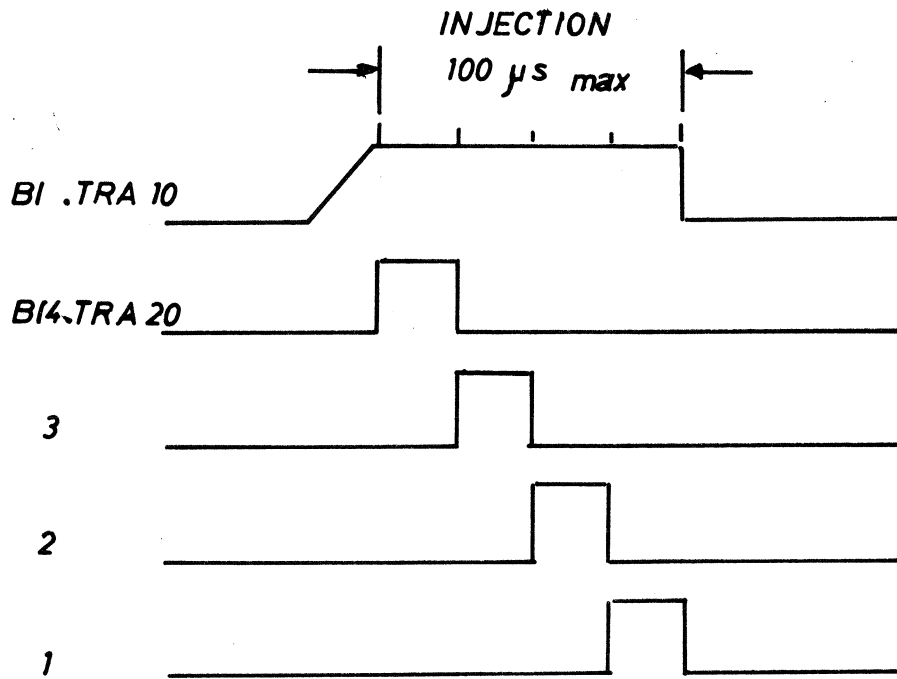 INJECTION
100 µs max
BI .TRA 10
BI4.TRA 20
3
2
1